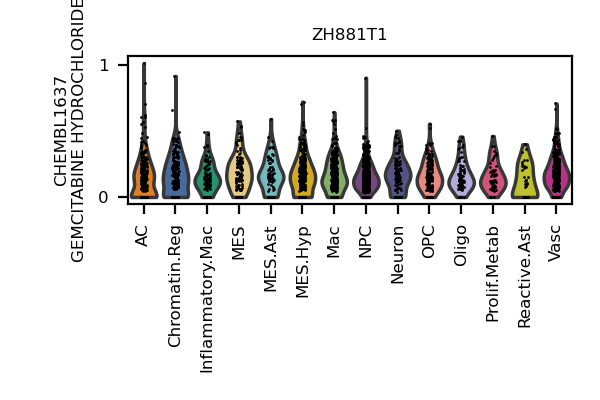 ZH881T1
CHEMBL1637
GEMCITABINE HYDROCHLORIDE
1
0
AC
Chromatin.Reg
Inflammatory.Mac
MES
MES.Ast
MES.Hyp
Mac
NPC
Neuron
OPC
Oligo
Prolif.Metab
Reactive.Ast
Vasc